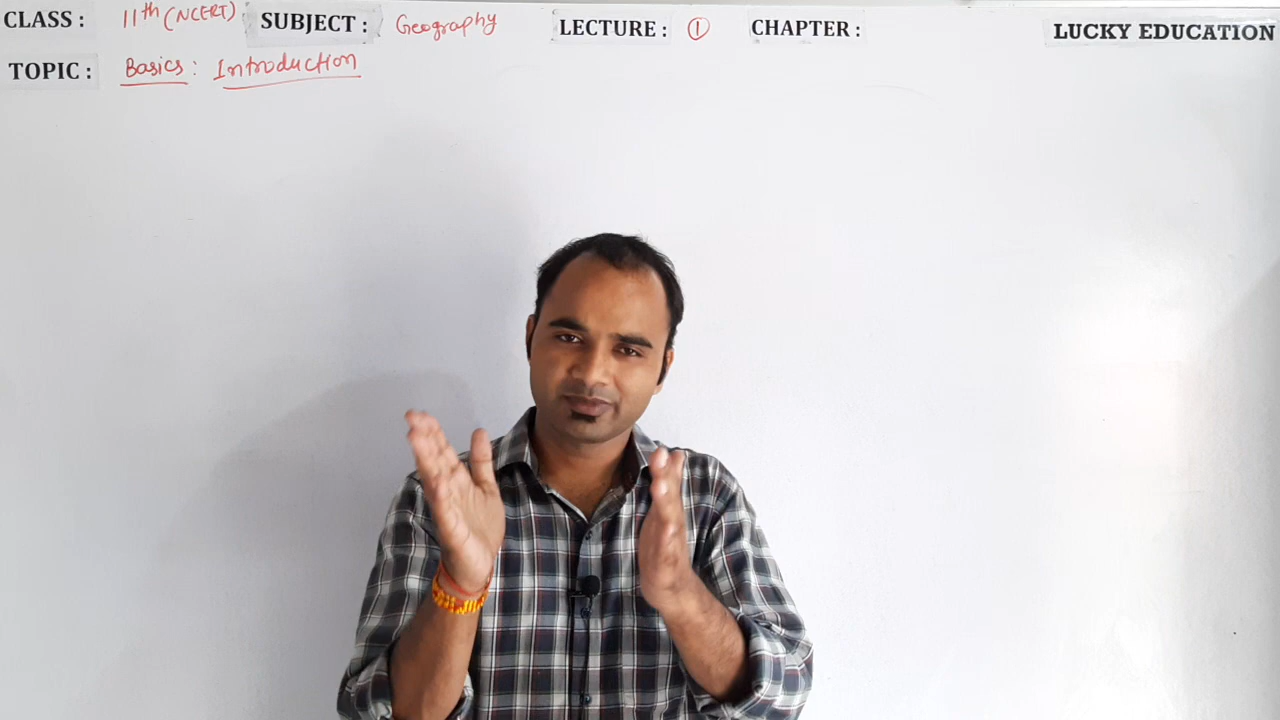 CLASS : 11th (NCERT) SUBJECT : Geography LECTURE : 1 CHAPTER : LUCKY EDUCATION
TOPIC : Basics : Introduction